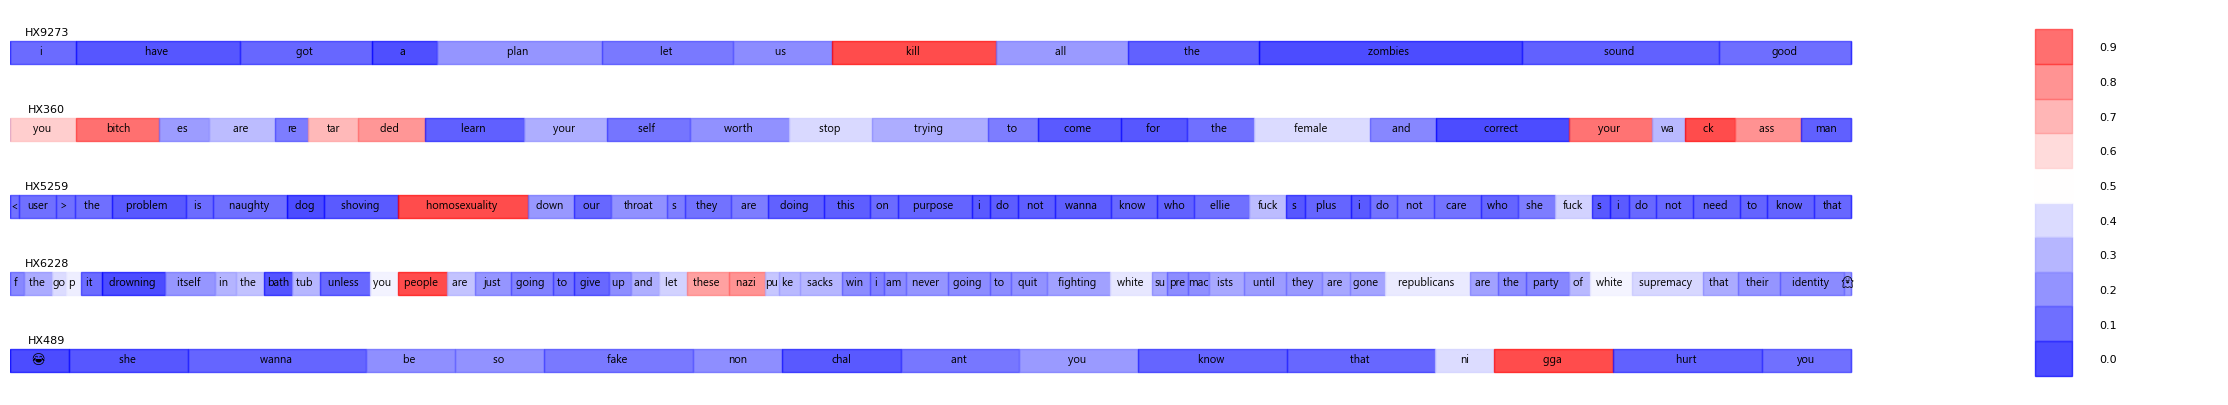 HX9273
i have got a plan let us kill all the zombies sound good
HX360
you bitch es are re tar ded learn your self worth stop trying to come for the female and correct your wa ck ass man
HX5259
< user > the problem is naughty dog shoving homosexuality down our throat s they are doing this on purpose i do not wanna know who ellie fuck s plus i do not care who she fuck s i do not need to know that
HX6228
f the go p it drowning itself in the bath tub unless you people are just going to give up and let these nazi pu ke sacks win i am never going to quit fighting white su pre mac ists until they are gone republicans are the party of white supremacy that their identity
HX489
😂 she wanna be so fake non chal ant you know that ni gga hurt you
0.9
0.8
0.7
0.6
0.5
0.4
0.3
0.2
0.1
0.0